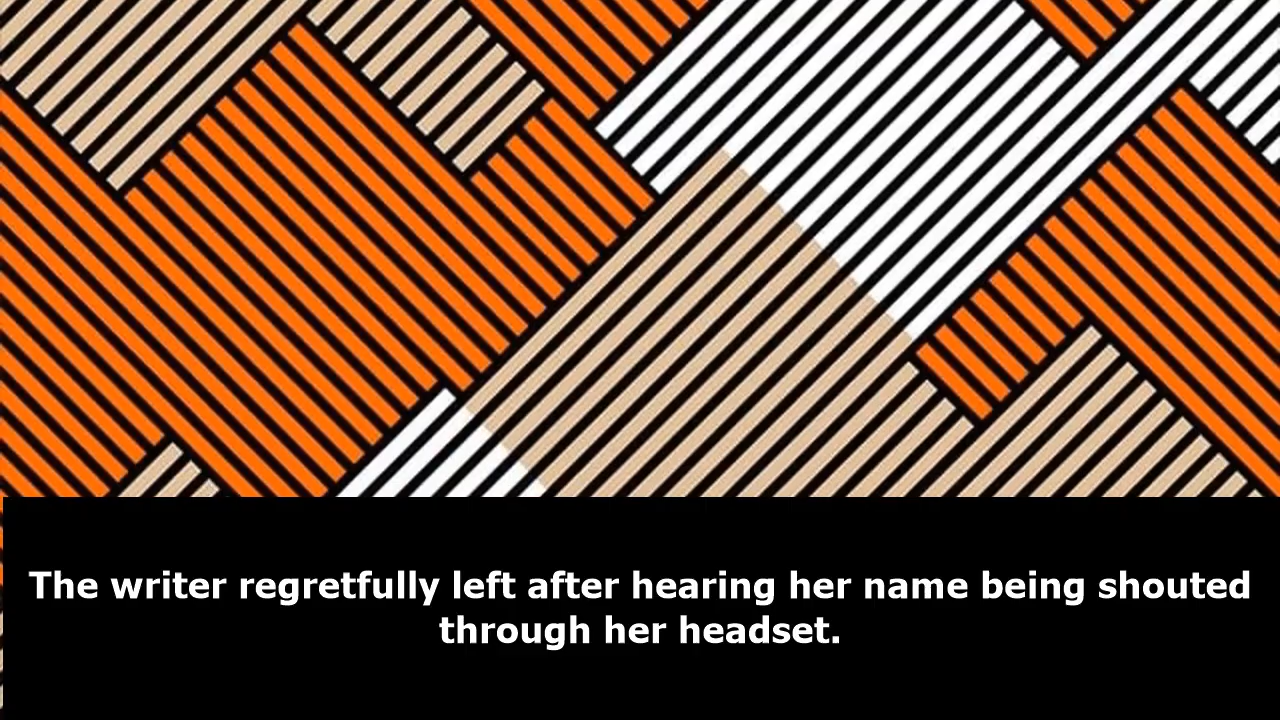 The writer regretfully left after hearing her name being shouted
through her headset.